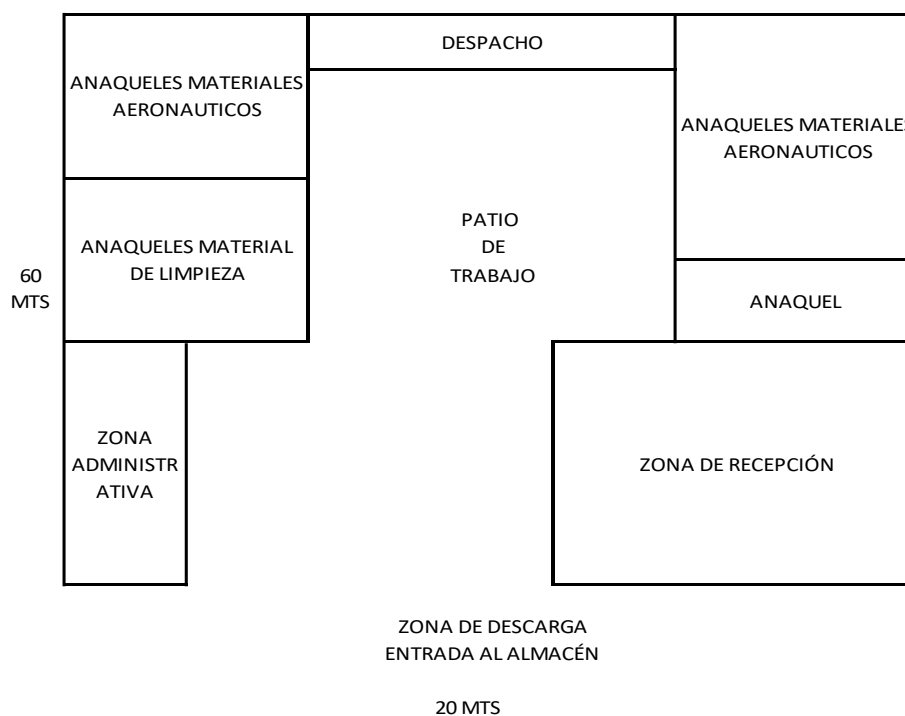 DESPACHO
ANAQUELES MATERIALES
AERONAUTICOS
ANAQUELES MATERIALES
AERONAUTICOS
PATIO
DE
TRABAJO
ANAQUELES MATERIAL
DE LIMPIEZA
60
MTS
ANAQUEL
ZONA
ADMINISTR
ATIVA
ZONA DE RECEPCIÓN
ZONA DE DESCARGA
ENTRADA AL ALMACÉN
20 MTS